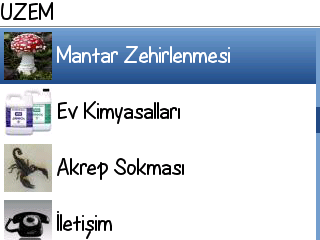 UZEM
Mantar Zehirlenmesi
Ev Kimyasalları
Akrep Sokması
İletişim